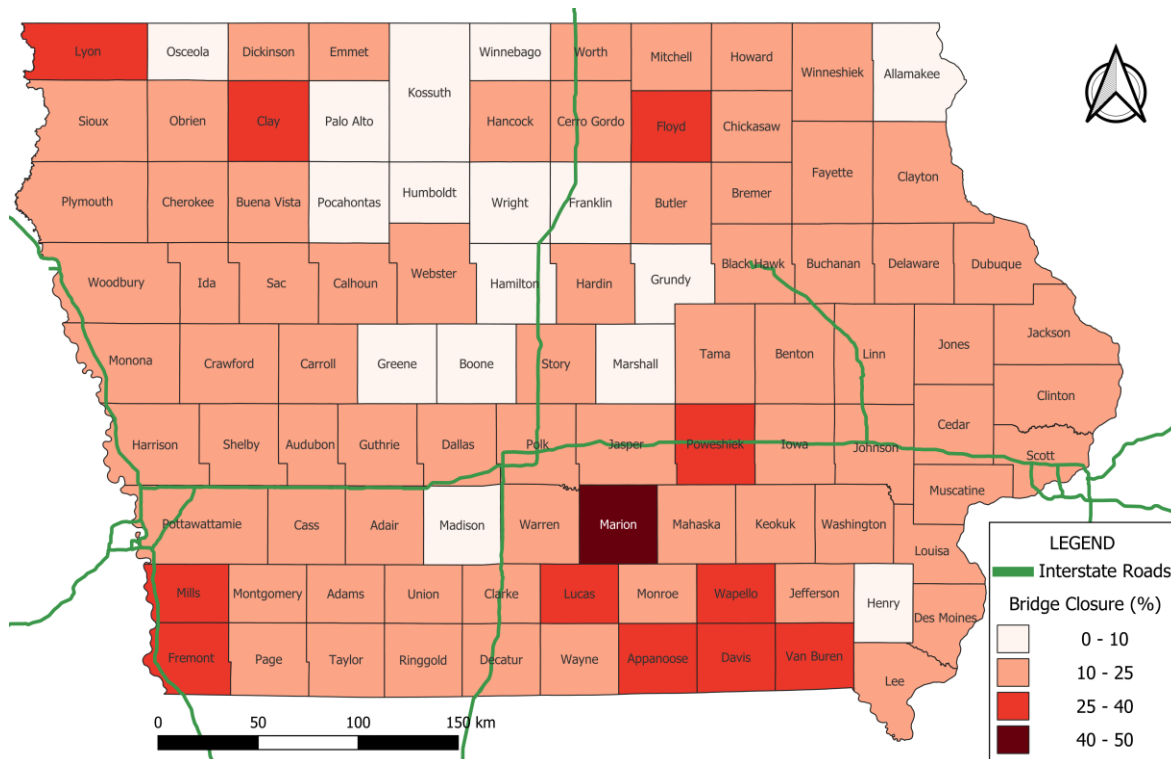 Lyon
Osceola
Dickinson
Emmet
Kossuth
Winnebago
Worth
Mitchell
Howard
Winneshiek
Allamakee
Sioux
Obrien
Clay
Palo Alto
Hancock
Cerro Gordo
Floyd
Chickasaw
Fayette
Clayton
Plymouth
Cherokee
Buena Vista
Pocahontas
Humboldt
Wright
Franklin
Butler
Bremer
Woodbury
Ida
Sac
Calhoun
Webster
Hamilton
Hardin
Grundy
Black Hawk
Buchanan
Delaware
Dubuque
Monona
Crawford
Carroll
Greene
Boone
Story
Marshall
Tama
Benton
Linn
Jones
Jackson
Clinton
Harrison
Shelby
Audubon
Guthrie
Dallas
Polk
Jasper
Poweshiek
Iowa
Johnson
Cedar
Scott
Muscatine
Pottawattamie
Cass
Adair
Madison
Warren
Marion
Mahaska
Keokuk
Washington
Louisa
Mills
Montgomery
Adams
Union
Clarke
Lucas
Monroe
Wapello
Jefferson
Henry
Des Moines
Fremont
Page
Taylor
Ringgold
Decatur
Wayne
Appanoose
Davis
Van Buren
Lee
0 50 100 150 km
LEGEND
Interstate Roads
Bridge Closure (%)
0 - 10
10 - 25
25 - 40
40 - 50